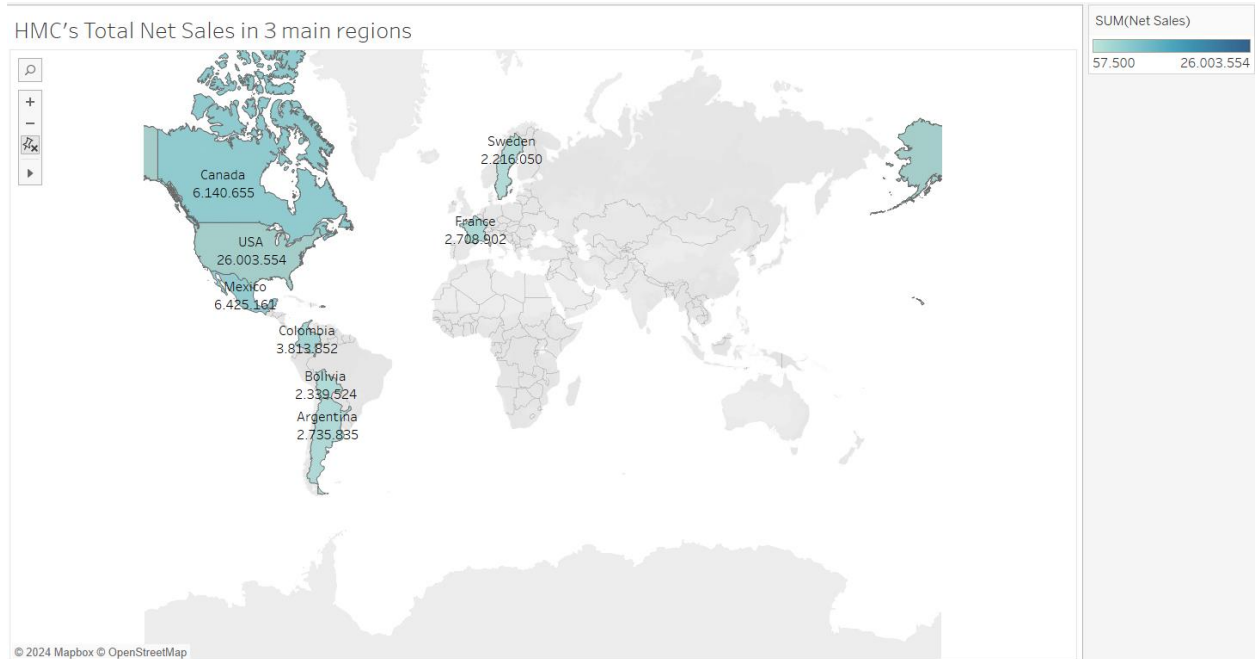 HMC's Total Net Sales in 3 main regions
SUM(Net Sales)
57.500 26.003.554
Sweden
2.216.050
Canada
6.140.655
France
2.708.902
USA
26.003.554
Mexico
6.425.161
Colombia
3.813.852
Bolivia
2.339.524
Argentina
2.735.835
© 2024 Mapbox © OpenStreetMap